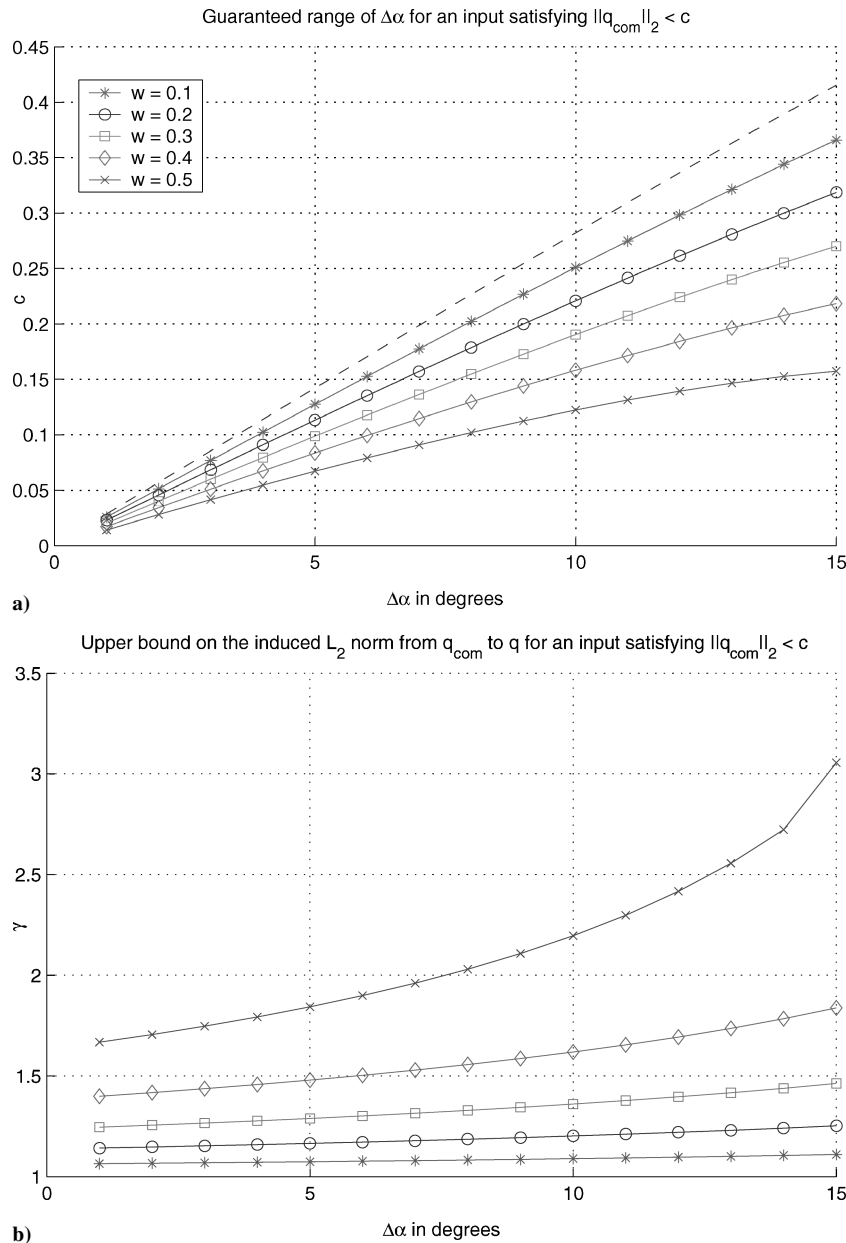 Guaranteed range of Δα for an input satisfying ||q_com||_2 < c
0.45
0.4
0.35
0.3
0.25
0.2
0.15
0.1
0.05
0
c
w = 0.1
w = 0.2
w = 0.3
w = 0.4
w = 0.5
0 5 10 15
Δα in degrees
a)
Upper bound on the induced L_2 norm from q_com to q for an input satisfying ||q_com||_2 < c
3.5
3
2.5
2
1.5
1
γ
0 5 10 15
Δα in degrees
b)